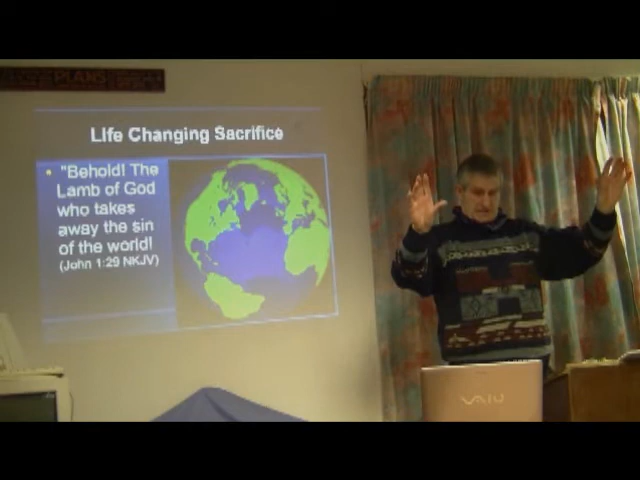 PLANS
Life Changing Sacrifice
"Behold! The
Lamb of God
who takes
away the sin
of the world!
(John 1:29 NKJV)
VAIO